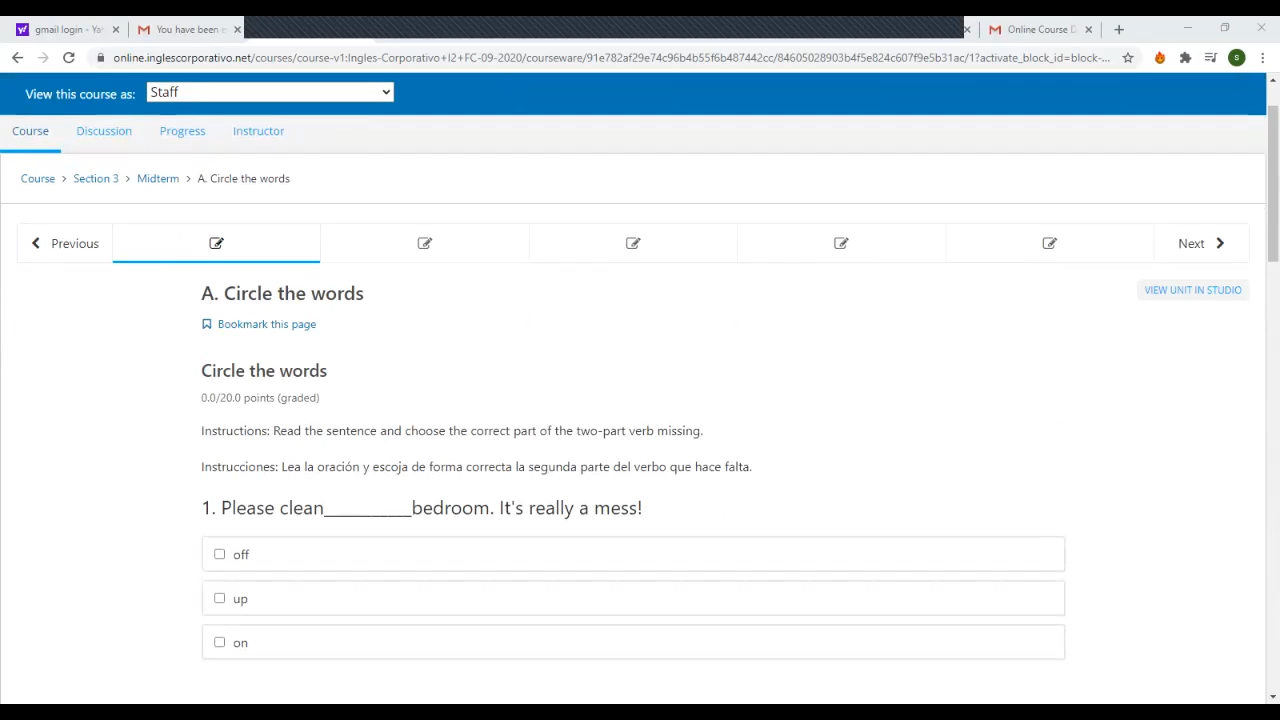 gmail login - Ya
You have been e
Online Course D
online.inglescorporativo.net/courses/course-v1:Ingles-Corporativo+I2+FC-09-2020/courseware/91e782af29e74c96b4b55f6b487442cc/84605028903b4f5e824c607f9e5b31ac/1?activate_block_id=block-...
S
View this course as:
Staff
Course
Discussion
Progress
Instructor
Course > Section 3 > Midterm > A. Circle the words
Previous
Next
A. Circle the words
VIEW UNIT IN STUDIO
Bookmark this page
Circle the words
0.0/20.0 points (graded)
Instructions: Read the sentence and choose the correct part of the two-part verb missing.
Instrucciones: Lea la oración y escoja de forma correcta la segunda parte del verbo que hace falta.
1. Please clean_________bedroom. It's really a mess!
off
up
on